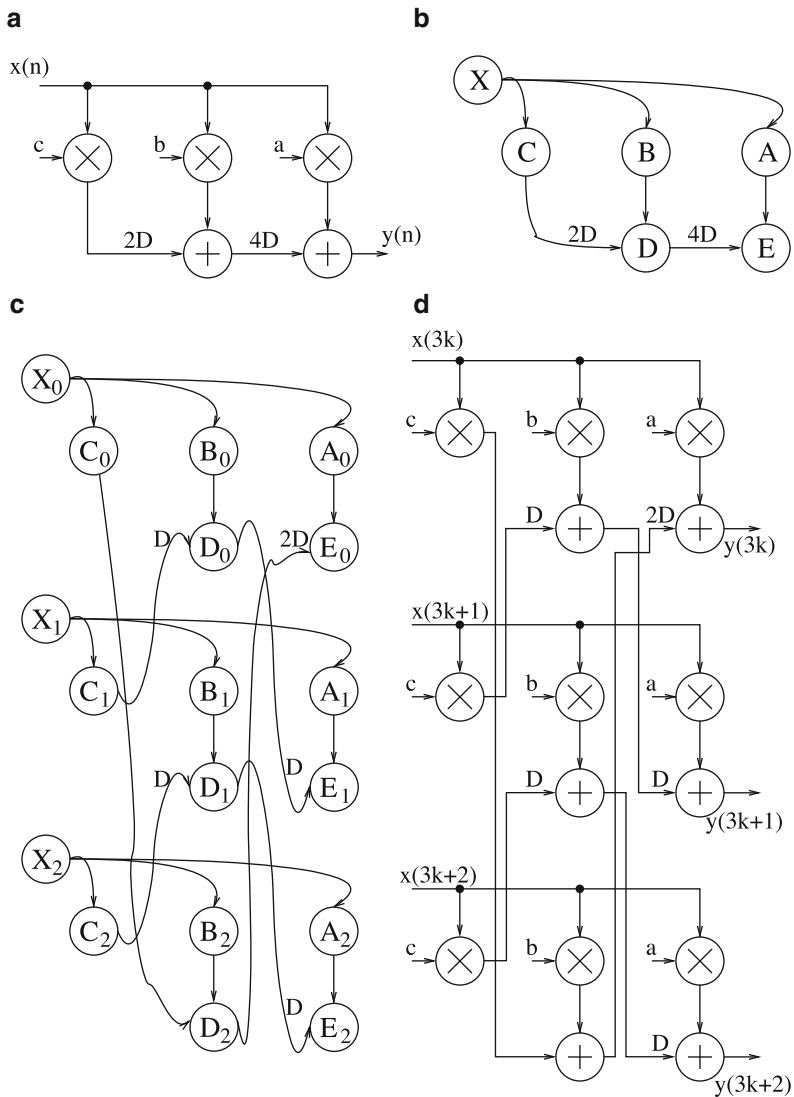 a
x(n)
c
b
a
2D
4D
y(n)
b
X
C
B
A
2D
D
4D
E
c
X0
C0
B0
A0
D
D0
2D
E0
X1
C1
B1
A1
D
D1
D
E1
X2
C2
B2
A2
D2
D
E2
d
x(3k)
c
b
a
D
2D
y(3k)
x(3k+1)
c
b
a
D
D
y(3k+1)
x(3k+2)
c
b
a
D
y(3k+2)